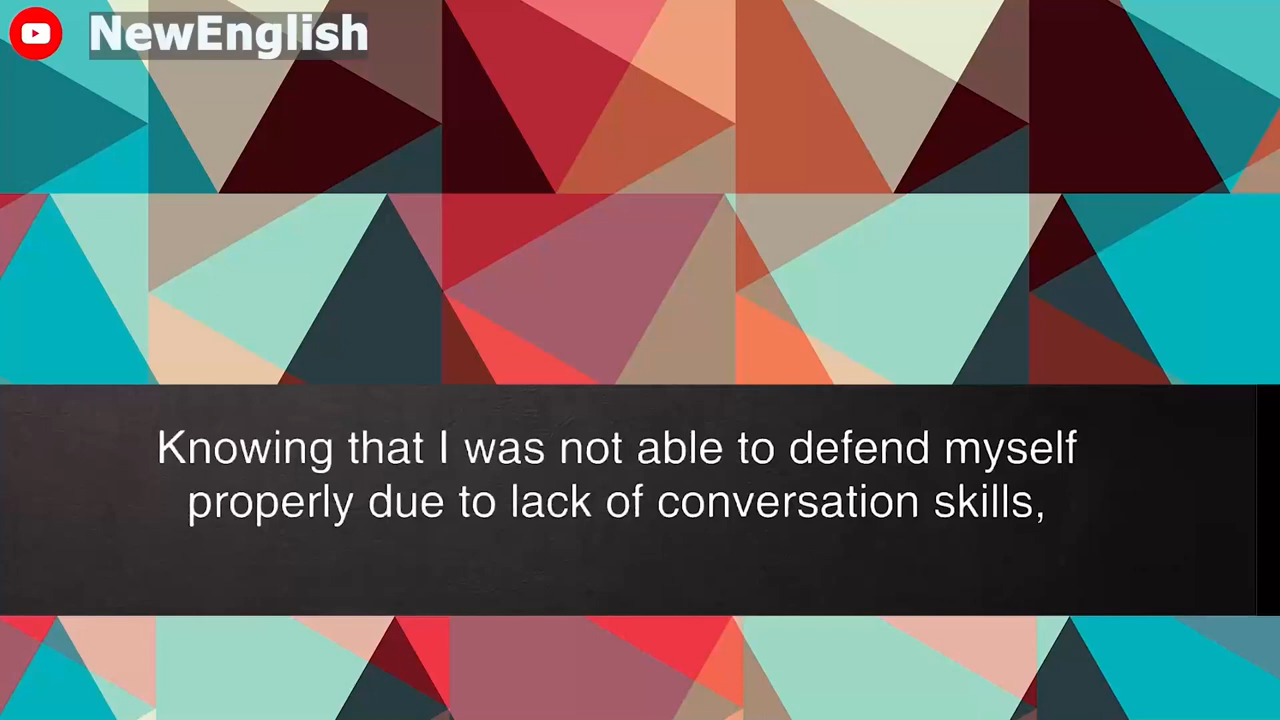 NewEnglish
Knowing that I was not able to defend myself
properly due to lack of conversation skills,